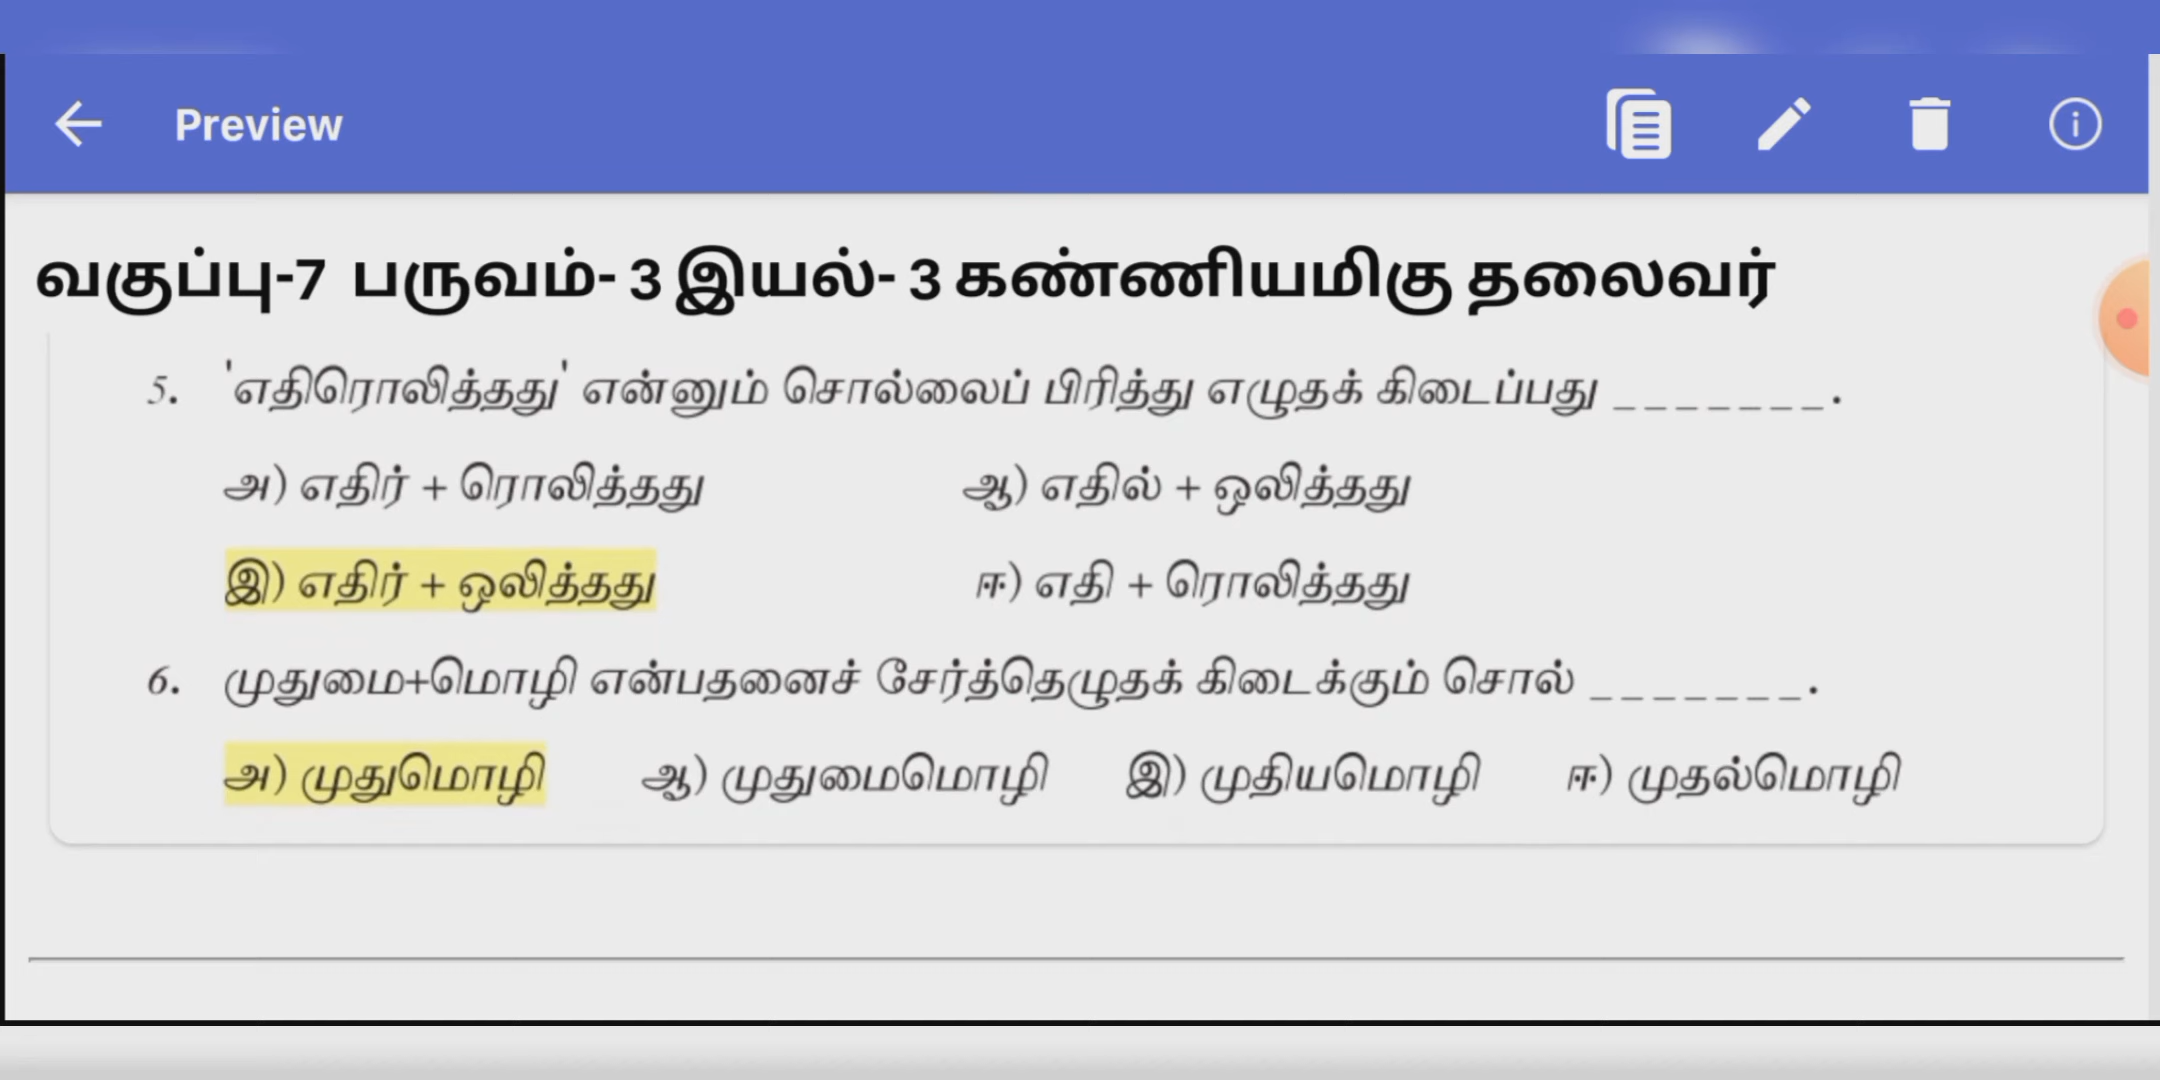 Preview
வகுப்பு-7 பருவம்- 3 இயல்- 3 கண்ணியமிகு தலைவர்
5. 'எதிரொலித்தது' என்னும் சொல்லைப் பிரித்து எழுதக் கிடைப்பது _______.
அ) எதிர் + ரொலித்தது ஆ) எதில் + ஒலித்தது
இ) எதிர் + ஒலித்தது ஈ) எதி + ரொலித்தது
6. முதுமை+மொழி என்பதனைச் சேர்த்தெழுதக் கிடைக்கும் சொல் _______.
அ) முதுமொழி ஆ) முதுமைமொழி இ) முதியமொழி ஈ) முதல்மொழி